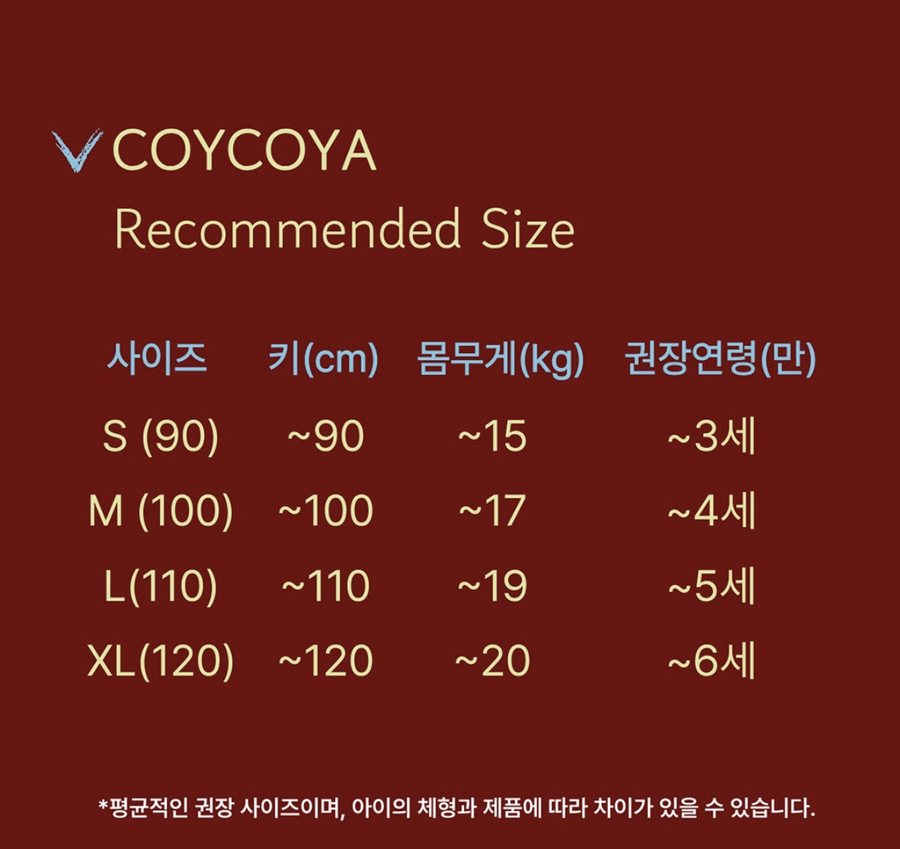 COYCOYA
Recommended Size
사이즈 키(cm) 몸무게(kg) 권장연령(만)
S (90) ~90 ~15 ~3세
M (100) ~100 ~17 ~4세
L(110) ~110 ~19 ~5세
XL(120) ~120 ~20 ~6세
*평균적인 권장 사이즈이며, 아이의 체형과 제품에 따라 차이가 있을 수 있습니다.